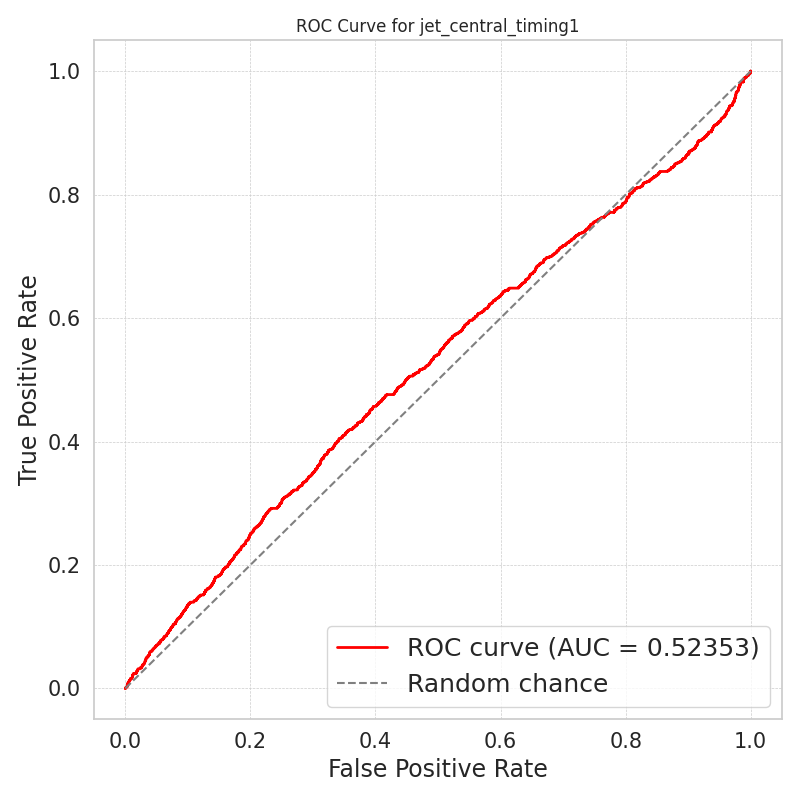 ROC Curve for jet_central_timing1
True Positive Rate
1.0
0.8
0.6
0.4
0.2
0.0
ROC curve (AUC = 0.52353)
Random chance
0.0 0.2 0.4 0.6 0.8 1.0
False Positive Rate